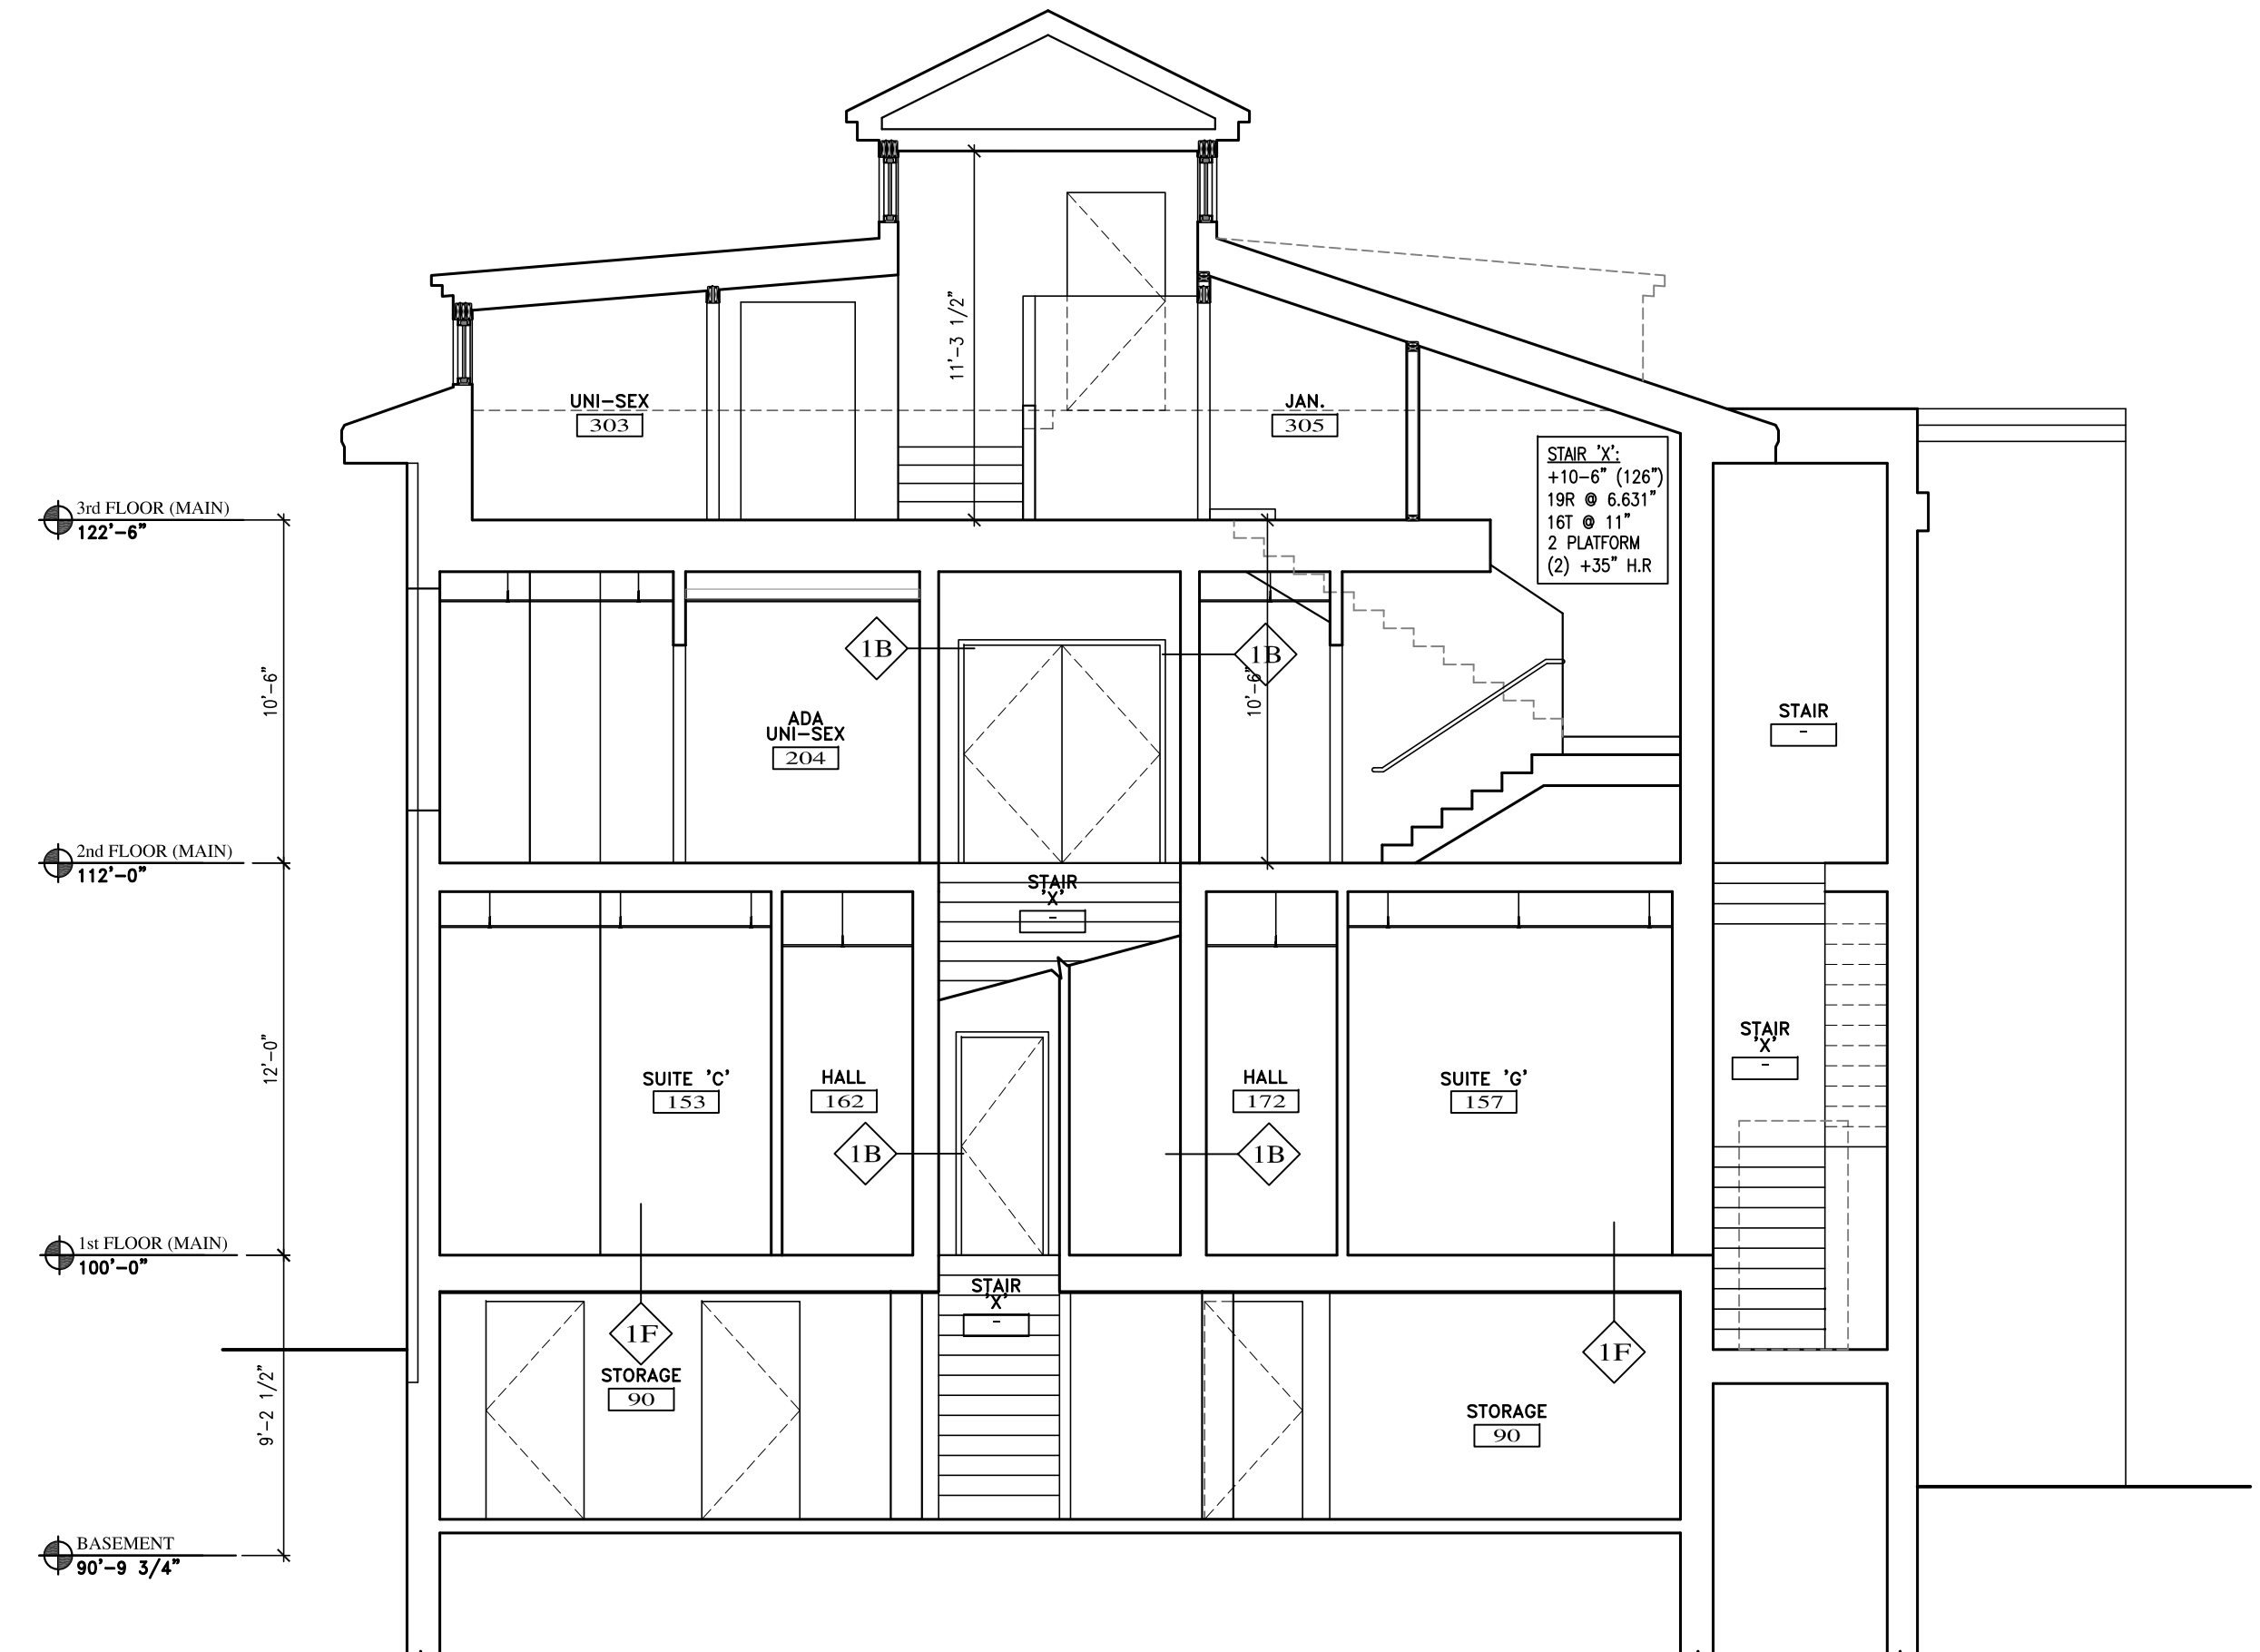 11'-3 1/2"
UNI-SEX
303
JAN.
305
STAIR 'X':
+10-6" (126")
19R @ 6.631"
16T @ 11"
2 PLATFORM
(2) +35" H.R
3rd FLOOR (MAIN)
122'-6"
10'-6"
1B
1B
10'-6"
ADA
UNI-SEX
204
STAIR
-
2nd FLOOR (MAIN)
112'-0"
STAIR
'X'
-
12'-0"
SUITE 'C'
153
HALL
162
HALL
172
SUITE 'G'
157
STAIR
'X'
-
1B
1B
1st FLOOR (MAIN)
100'-0"
STAIR
'X'
-
1F
1F
9'-2 1/2"
STORAGE
90
STORAGE
90
BASEMENT
90'-9 3/4"